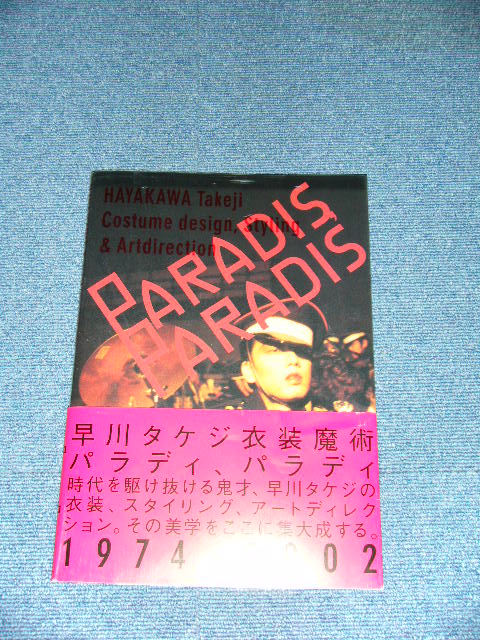 HAYAKAWA Takeji
Costume design, Styling
& Artdirection
PARADIS
PARADIS
早川タケジ衣装魔術
パラディ、パラディ
時代を駆け抜ける鬼才、早川タケジの
衣装、スタイリング、アートディレク
ション。その美学をここに集大成する。
1974 2002